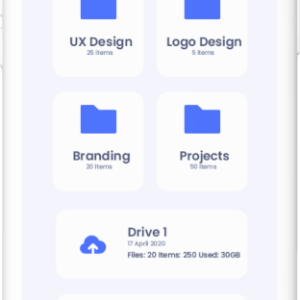 UX Design
25 Items
Logo Design
5 Items
Branding
20 Items
Projects
50 Items
Drive 1
17 April 2020
Files: 20 Items: 250 Used: 30GB